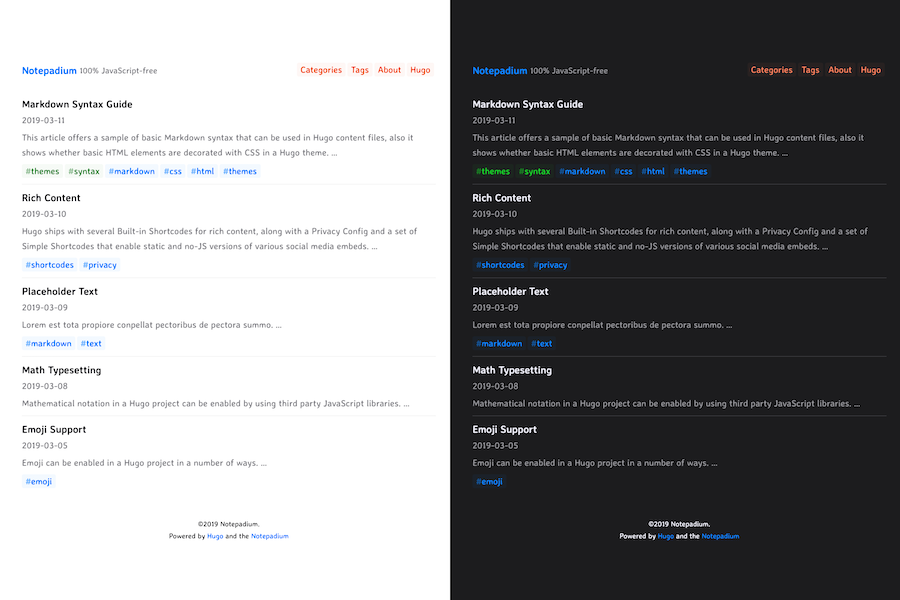 Notepadium 100% JavaScript-free Categories Tags About Hugo
Markdown Syntax Guide
2019-03-11
This article offers a sample of basic Markdown syntax that can be used in Hugo content files, also it
shows whether basic HTML elements are decorated with CSS in a Hugo theme. ...
#themes #syntax #markdown #css #html #themes
Rich Content
2019-03-10
Hugo ships with several Built-in Shortcodes for rich content, along with a Privacy Config and a set of
Simple Shortcodes that enable static and no-JS versions of various social media embeds. ...
#shortcodes #privacy
Placeholder Text
2019-03-09
Lorem est tota propiore conpellat pectoribus de pectora summo. ...
#markdown #text
Math Typesetting
2019-03-08
Mathematical notation in a Hugo project can be enabled by using third party JavaScript libraries. ...
Emoji Support
2019-03-05
Emoji can be enabled in a Hugo project in a number of ways. ...
#emoji
©2019 Notepadium.
Powered by Hugo and the Notepadium
Notepadium 100% JavaScript-free Categories Tags About Hugo
Markdown Syntax Guide
2019-03-11
This article offers a sample of basic Markdown syntax that can be used in Hugo content files, also it
shows whether basic HTML elements are decorated with CSS in a Hugo theme. ...
#themes #syntax #markdown #css #html #themes
Rich Content
2019-03-10
Hugo ships with several Built-in Shortcodes for rich content, along with a Privacy Config and a set of
Simple Shortcodes that enable static and no-JS versions of various social media embeds. ...
#shortcodes #privacy
Placeholder Text
2019-03-09
Lorem est tota propiore conpellat pectoribus de pectora summo. ...
#markdown #text
Math Typesetting
2019-03-08
Mathematical notation in a Hugo project can be enabled by using third party JavaScript libraries. ...
Emoji Support
2019-03-05
Emoji can be enabled in a Hugo project in a number of ways. ...
#emoji
©2019 Notepadium.
Powered by Hugo and the Notepadium